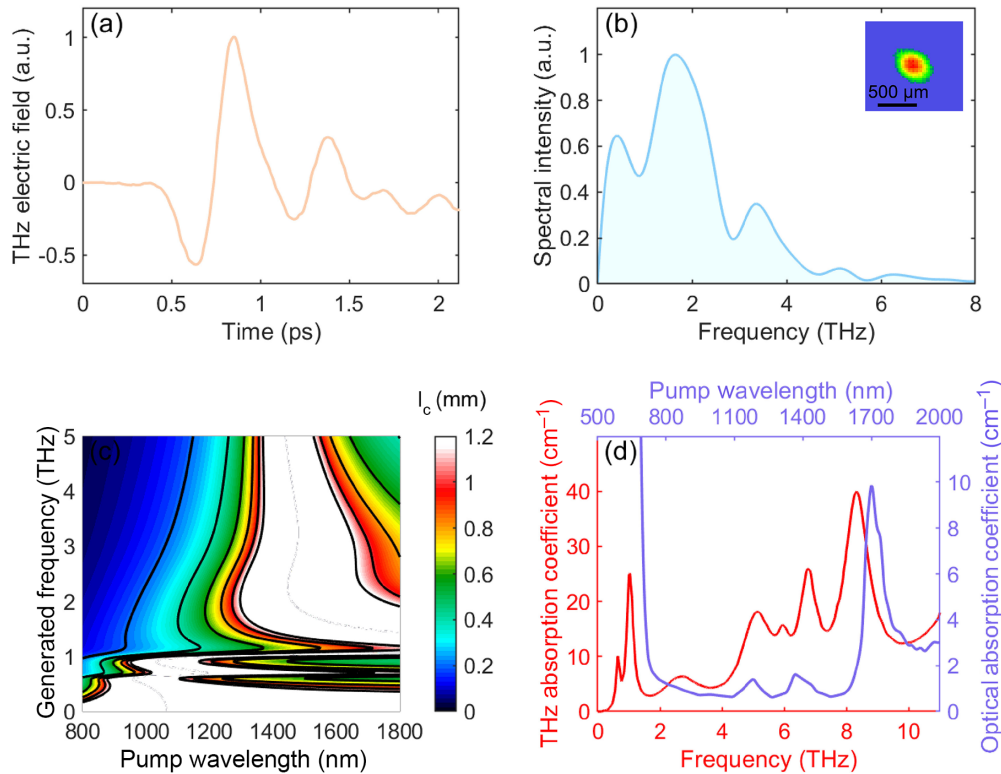 (a)
THz electric field (a.u.)
1
0.5
0
-0.5
0 0.5 1 1.5 2
Time (ps)
(b)
Spectral intensity (a.u.)
1
0.8
0.6
0.4
0.2
0
500 μm
0 2 4 6 8
Frequency (THz)
(c)
Generated frequency (THz)
5
4
3
2
1
0
800 1000 1200 1400 1600 1800
Pump wavelength (nm)
l_c (mm)
1.2
1
0.8
0.6
0.4
0.2
0
Pump wavelength (nm)
500 800 1100 1400 1700 2000
(d)
THz absorption coefficient (cm⁻¹)
40
30
20
10
0
Optical absorption coefficient (cm⁻¹)
10
8
6
4
2
0
0 2 4 6 8 10
Frequency (THz)